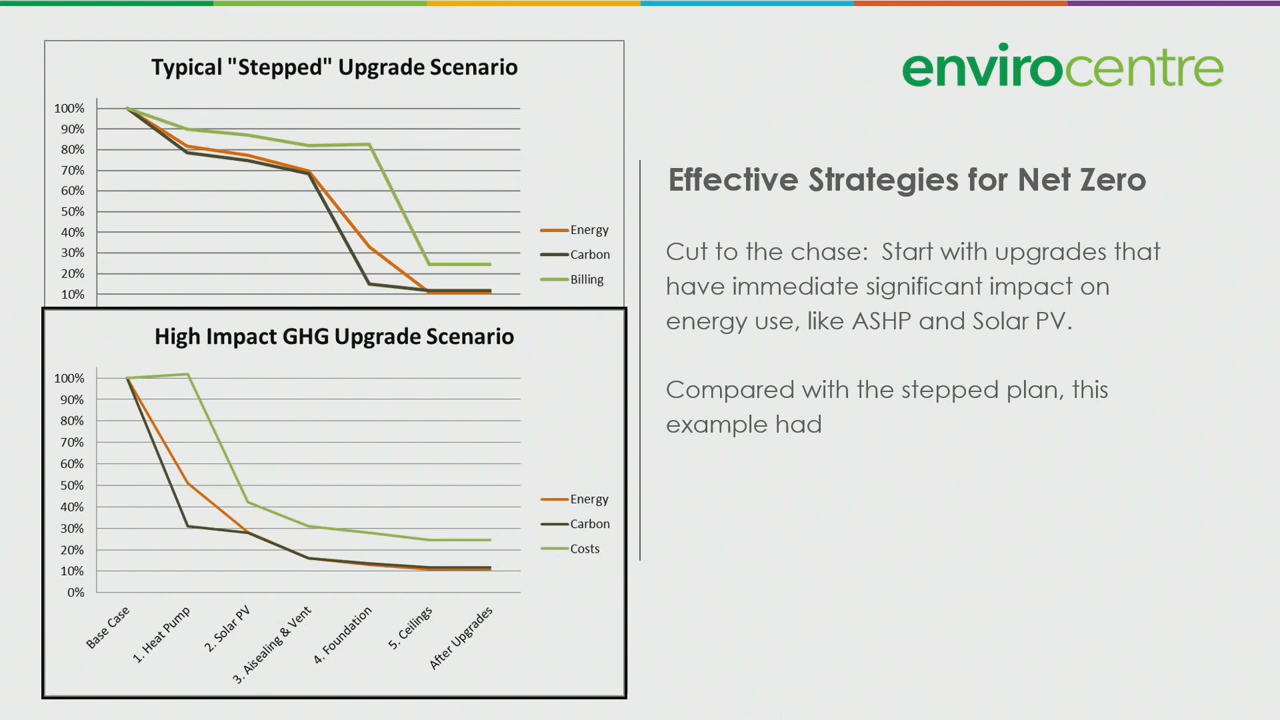 Typical "Stepped" Upgrade Scenario
100%
90%
80%
70%
60%
50%
40%
30%
20%
10%
Energy
Carbon
Billing
High Impact GHG Upgrade Scenario
100%
90%
80%
70%
60%
50%
40%
30%
20%
10%
0%
Energy
Carbon
Costs
Base Case
1. Heat Pump
2. Solar PV
3. Aisealing & Vent
4. Foundation
5. Ceilings
After Upgrades
envirocentre
Effective Strategies for Net Zero
Cut to the chase: Start with upgrades that
have immediate significant impact on
energy use, like ASHP and Solar PV.
Compared with the stepped plan, this
example had